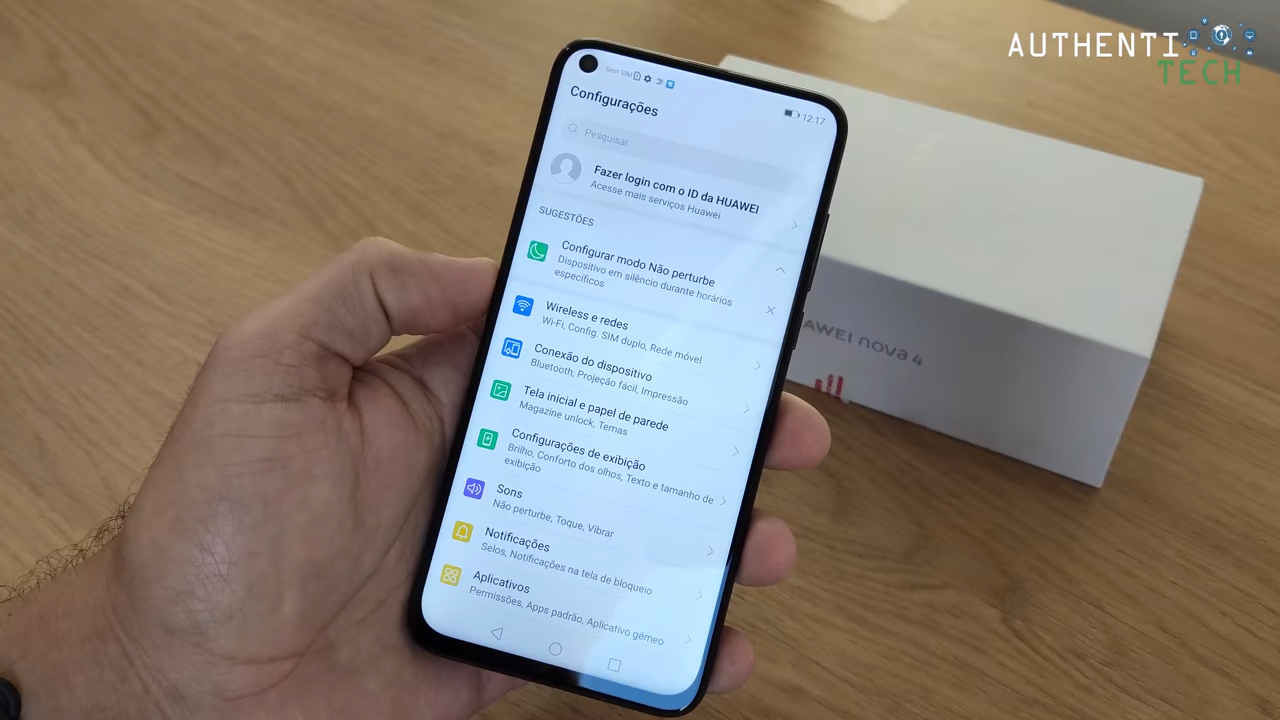 AUTHENTI
TECH
Sem SIM
12:17
Configurações
Pesquisar
Fazer login com o ID da HUAWEI
Acesse mais serviços Huawei
SUGESTÕES
Configurar modo Não perturbe
Dispositivo em silêncio durante horários
específicos
Wireless e redes
Wi-Fi, Config. SIM duplo, Rede móvel
Conexão do dispositivo
Bluetooth, Projeção fácil, Impressão
Tela inicial e papel de parede
Magazine unlock, Temas
Configurações de exibição
Brilho, Conforto dos olhos, Texto e tamanho de
exibição
Sons
Não perturbe, Toque, Vibrar
Notificações
Selos, Notificações na tela de bloqueio
Aplicativos
Permissões, Apps padrão, Aplicativo gêmeo
AWEI nova 4